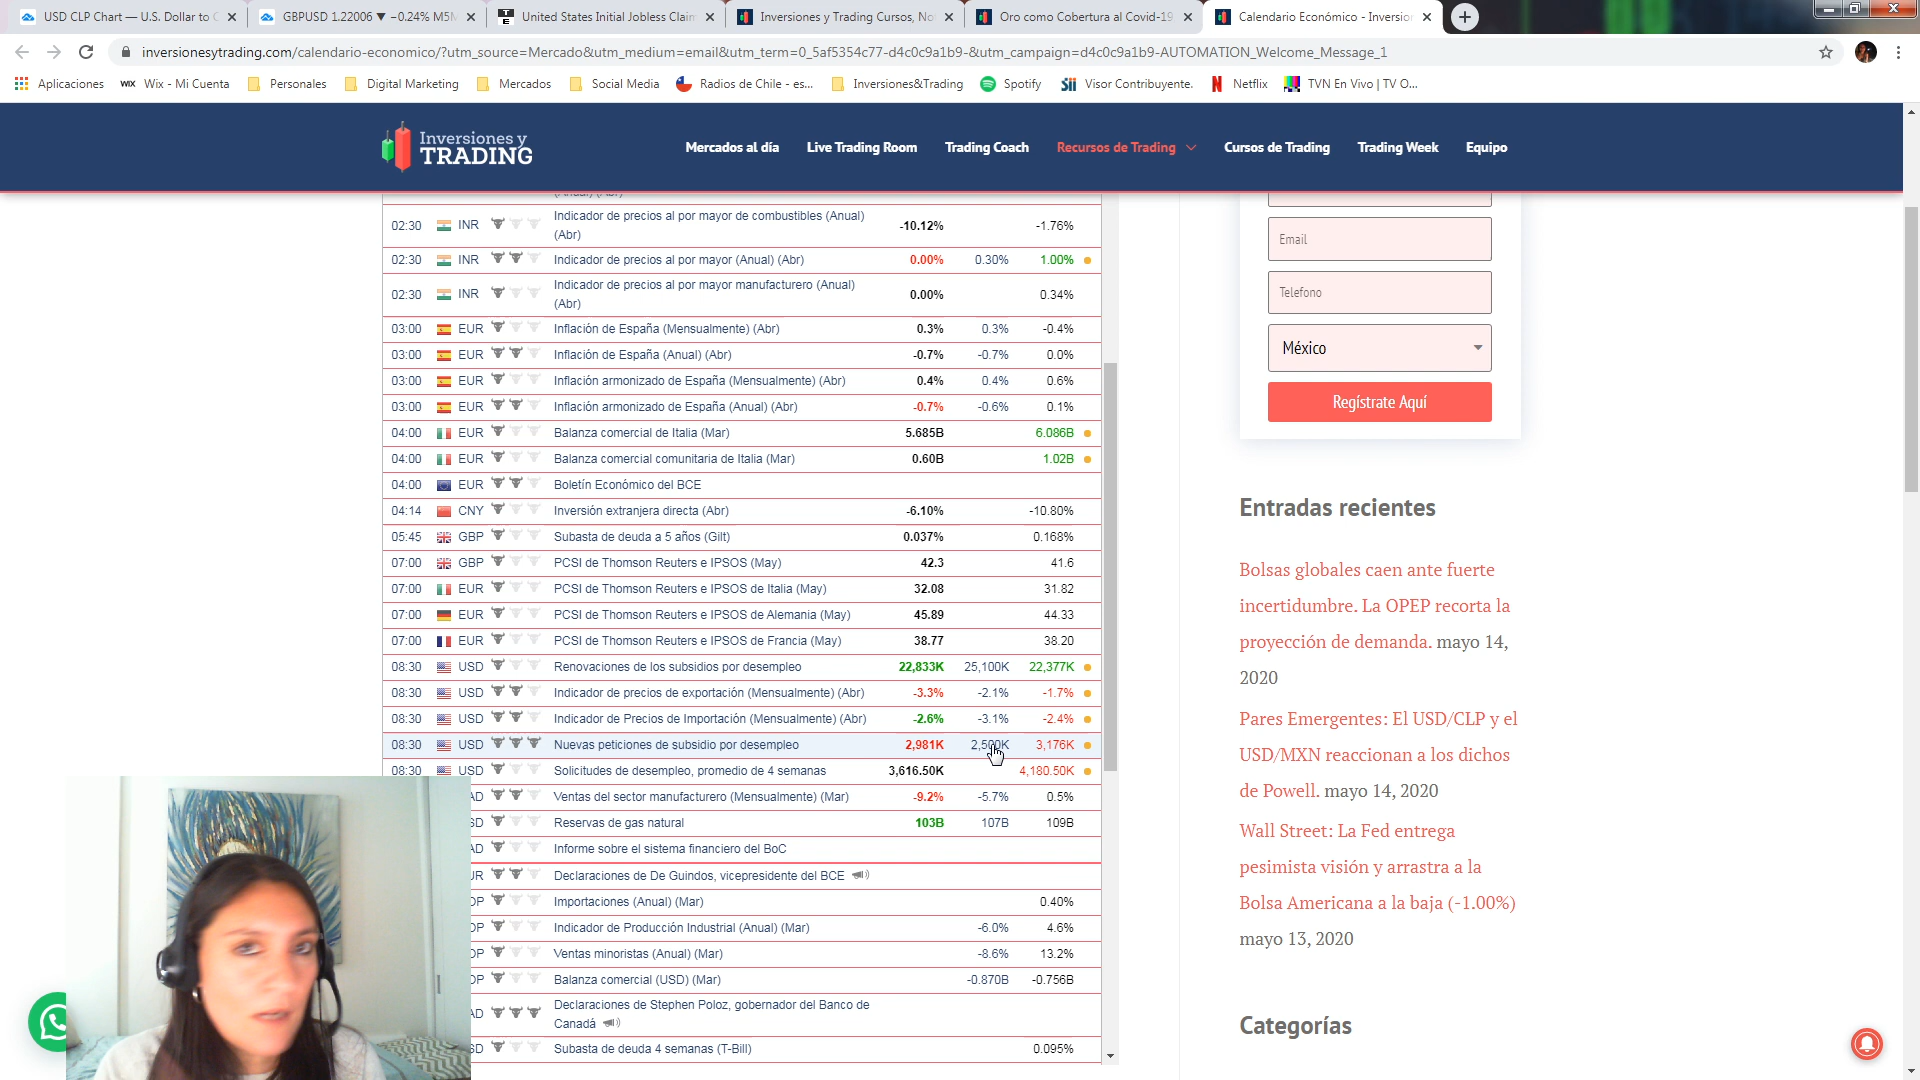 USD CLP Chart — U.S. Dollar to C
GBPUSD 1.22006 ▼ −0.24% M5M
United States Initial Jobless Claim
Inversiones y Trading Cursos, No
Oro como Cobertura al Covid-19
Calendario Económico - Inversio
inversionesytrading.com/calendario-economico/?utm_source=Mercado&utm_medium=email&utm_term=0_5af5354c77-d4c0c9a1b9-&utm_campaign=d4c0c9a1b9-AUTOMATION_Welcome_Message_1
Aplicaciones
WIX Wix - Mi Cuenta
Personales
Digital Marketing
Mercados
Social Media
Radios de Chile - es...
Inversiones&Trading
Spotify
Sii Visor Contribuyente.
Netflix
TVN En Vivo | TV O...
Inversiones y
TRADING
Mercados al día
Live Trading Room
Trading Coach
Recursos de Trading
Cursos de Trading
Trading Week
Equipo
02:30 INR Indicador de precios al por mayor de combustibles (Anual) (Abr) -10.12% -1.76%
02:30 INR Indicador de precios al por mayor (Anual) (Abr) 0.00% 0.30% 1.00%
02:30 INR Indicador de precios al por mayor manufacturero (Anual) (Abr) 0.00% 0.34%
03:00 EUR Inflación de España (Mensualmente) (Abr) 0.3% 0.3% -0.4%
03:00 EUR Inflación de España (Anual) (Abr) -0.7% -0.7% 0.0%
03:00 EUR Inflación armonizado de España (Mensualmente) (Abr) 0.4% 0.4% 0.6%
03:00 EUR Inflación armonizado de España (Anual) (Abr) -0.7% -0.6% 0.1%
04:00 EUR Balanza comercial de Italia (Mar) 5.685B 6.086B
04:00 EUR Balanza comercial comunitaria de Italia (Mar) 0.60B 1.02B
04:00 EUR Boletín Económico del BCE
04:14 CNY Inversión extranjera directa (Abr) -6.10% -10.80%
05:45 GBP Subasta de deuda a 5 años (Gilt) 0.037% 0.168%
07:00 GBP PCSI de Thomson Reuters e IPSOS (May) 42.3 41.6
07:00 EUR PCSI de Thomson Reuters e IPSOS de Italia (May) 32.08 31.82
07:00 EUR PCSI de Thomson Reuters e IPSOS de Alemania (May) 45.89 44.33
07:00 EUR PCSI de Thomson Reuters e IPSOS de Francia (May) 38.77 38.20
08:30 USD Renovaciones de los subsidios por desempleo 22,833K 25,100K 22,377K
08:30 USD Indicador de precios de exportación (Mensualmente) (Abr) -3.3% -2.1% -1.7%
08:30 USD Indicador de Precios de Importación (Mensualmente) (Abr) -2.6% -3.1% -2.4%
08:30 USD Nuevas peticiones de subsidio por desempleo 2,981K 2,500K 3,176K
08:30 USD Solicitudes de desempleo, promedio de 4 semanas 3,616.50K 4,180.50K
AD Ventas del sector manufacturero (Mensualmente) (Mar) -9.2% -5.7% 0.5%
SD Reservas de gas natural 103B 107B 109B
AD Informe sobre el sistema financiero del BoC
UR Declaraciones de De Guindos, vicepresidente del BCE
OP Importaciones (Anual) (Mar) 0.40%
OP Indicador de Producción Industrial (Anual) (Mar) -6.0% 4.6%
OP Ventas minoristas (Anual) (Mar) -8.6% 13.2%
OP Balanza comercial (USD) (Mar) -0.870B -0.756B
AD Declaraciones de Stephen Poloz, gobernador del Banco de Canadá
SD Subasta de deuda 4 semanas (T-Bill) 0.095%
Email
Telefono
México
Regístrate Aquí
Entradas recientes
Bolsas globales caen ante fuerte
incertidumbre. La OPEP recorta la
proyección de demanda. mayo 14,
2020
Pares Emergentes: El USD/CLP y el
USD/MXN reaccionan a los dichos
de Powell. mayo 14, 2020
Wall Street: La Fed entrega
pesimista visión y arrastra a la
Bolsa Americana a la baja (-1.00%)
mayo 13, 2020
Categorías